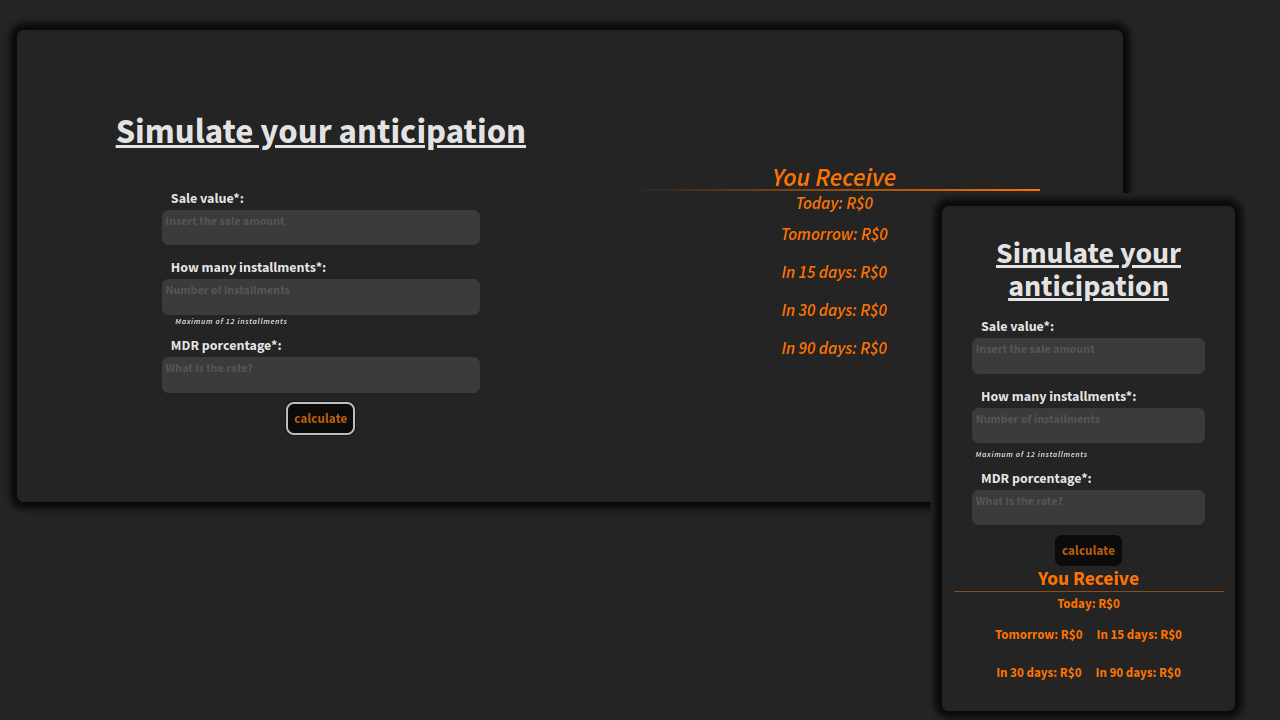 Simulate your anticipation
Sale value*:
Insert the sale amount
How many installments*:
Number of installments
Maximum of 12 installments
MDR porcentage*:
What is the rate?
calculate
You Receive
Today: R$0
Tomorrow: R$0
In 15 days: R$0
In 30 days: R$0
In 90 days: R$0
Simulate your
anticipation
Sale value*:
Insert the sale amount
How many installments*:
Number of installments
Maximum of 12 installments
MDR porcentage*:
What is the rate?
calculate
You Receive
Today: R$0
Tomorrow: R$0 In 15 days: R$0
In 30 days: R$0 In 90 days: R$0